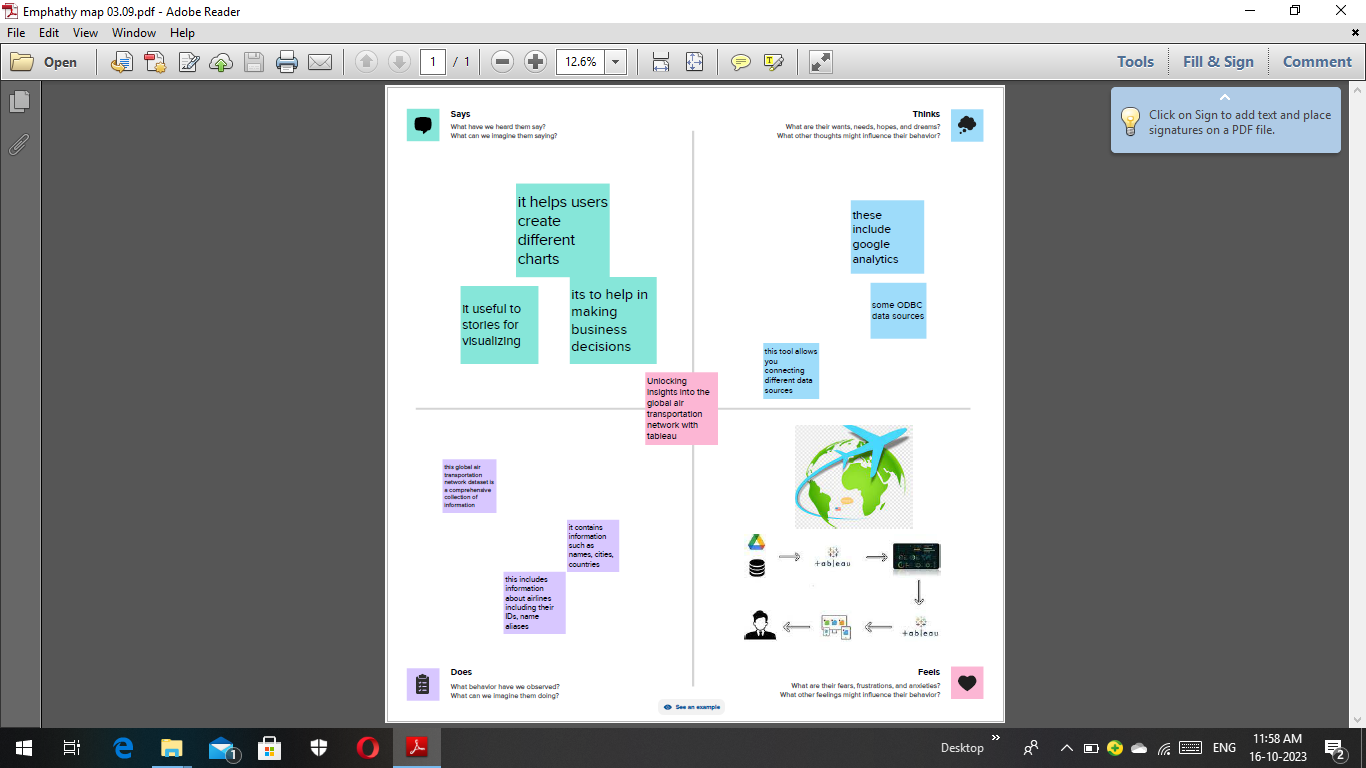 Emphathy map 03.09.pdf - Adobe Reader
File Edit View Window Help
Open
1 / 1
12.6%
Tools
Fill & Sign
Comment
Click on Sign to add text and place
signatures on a PDF file.
Says
What have we heard them say?
What can we imagine them saying?
Thinks
What are their wants, needs, hopes, and dreams?
What other thoughts might influence their behavior?
it helps users
create
different
charts
it useful to
stories for
visualizing
its to help in
making
business
decisions
these
include
google
analytics
some ODBC
data sources
this tool allows
you
connecting
different data
sources
Unlocking
insights into the
global air
transportation
network with
tableau
this global air
transportation
network dataset is
a comprehensive
collection of
information
it contains
information
such as
names, cities,
countries
this includes
information
about airlines
including their
IDs, name
aliases
+ableau
+ableau
Does
What behavior have we observed?
What can we imagine them doing?
Feels
What are their fears, frustrations, and anxieties?
What other feelings might influence their behavior?
See an example
1
Desktop
ENG
11:58 AM
16-10-2023
2